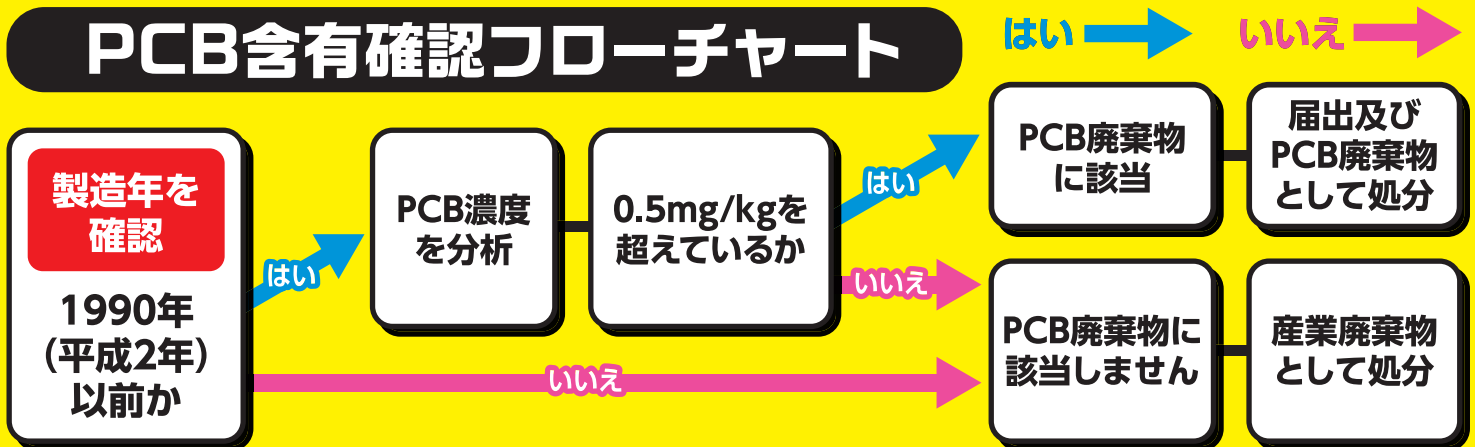 PCB含有確認フローチャート
はい
いいえ
製造年を
確認
1990年
(平成2年)
以前か
はい
いいえ
PCB濃度
を分析
0.5mg/kgを
超えているか
はい
いいえ
PCB廃棄物
に該当
届出及び
PCB廃棄物
として処分
PCB廃棄物に
該当しません
産業廃棄物
として処分